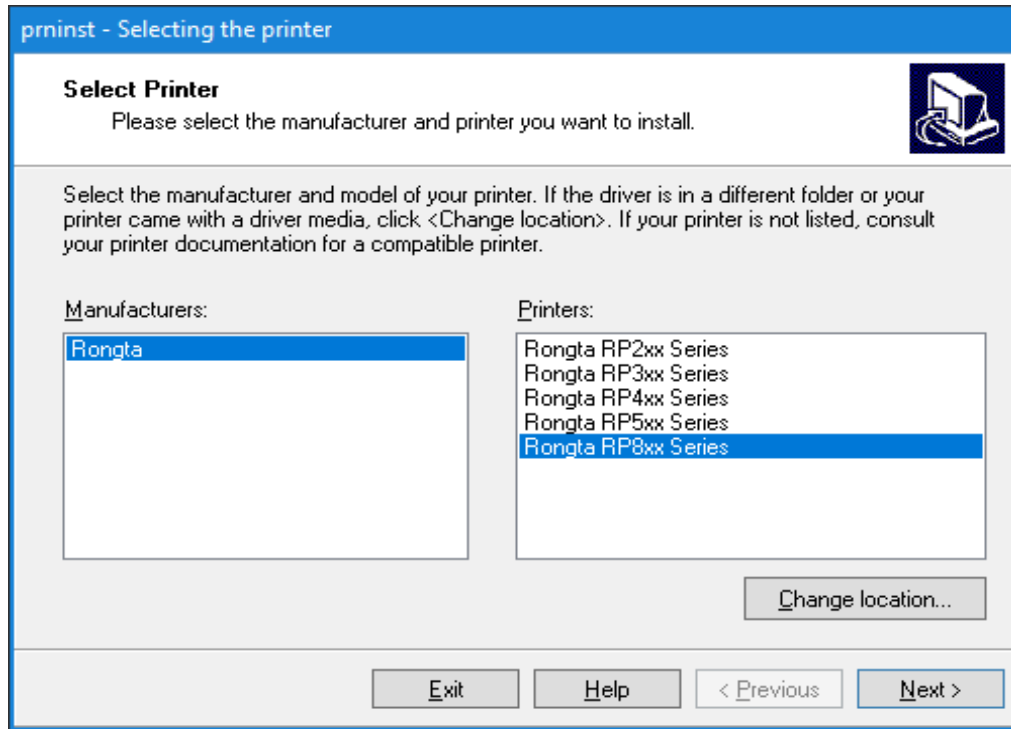 prninst - Selecting the printer
Select Printer
Please select the manufacturer and printer you want to install.
Select the manufacturer and model of your printer. If the driver is in a different folder or your
printer came with a driver media, click <Change location>. If your printer is not listed, consult
your printer documentation for a compatible printer.
Manufacturers:
Rongta
Printers:
Rongta RP2xx Series
Rongta RP3xx Series
Rongta RP4xx Series
Rongta RP5xx Series
Rongta RP8xx Series
Change location...
Exit
Help
< Previous
Next >